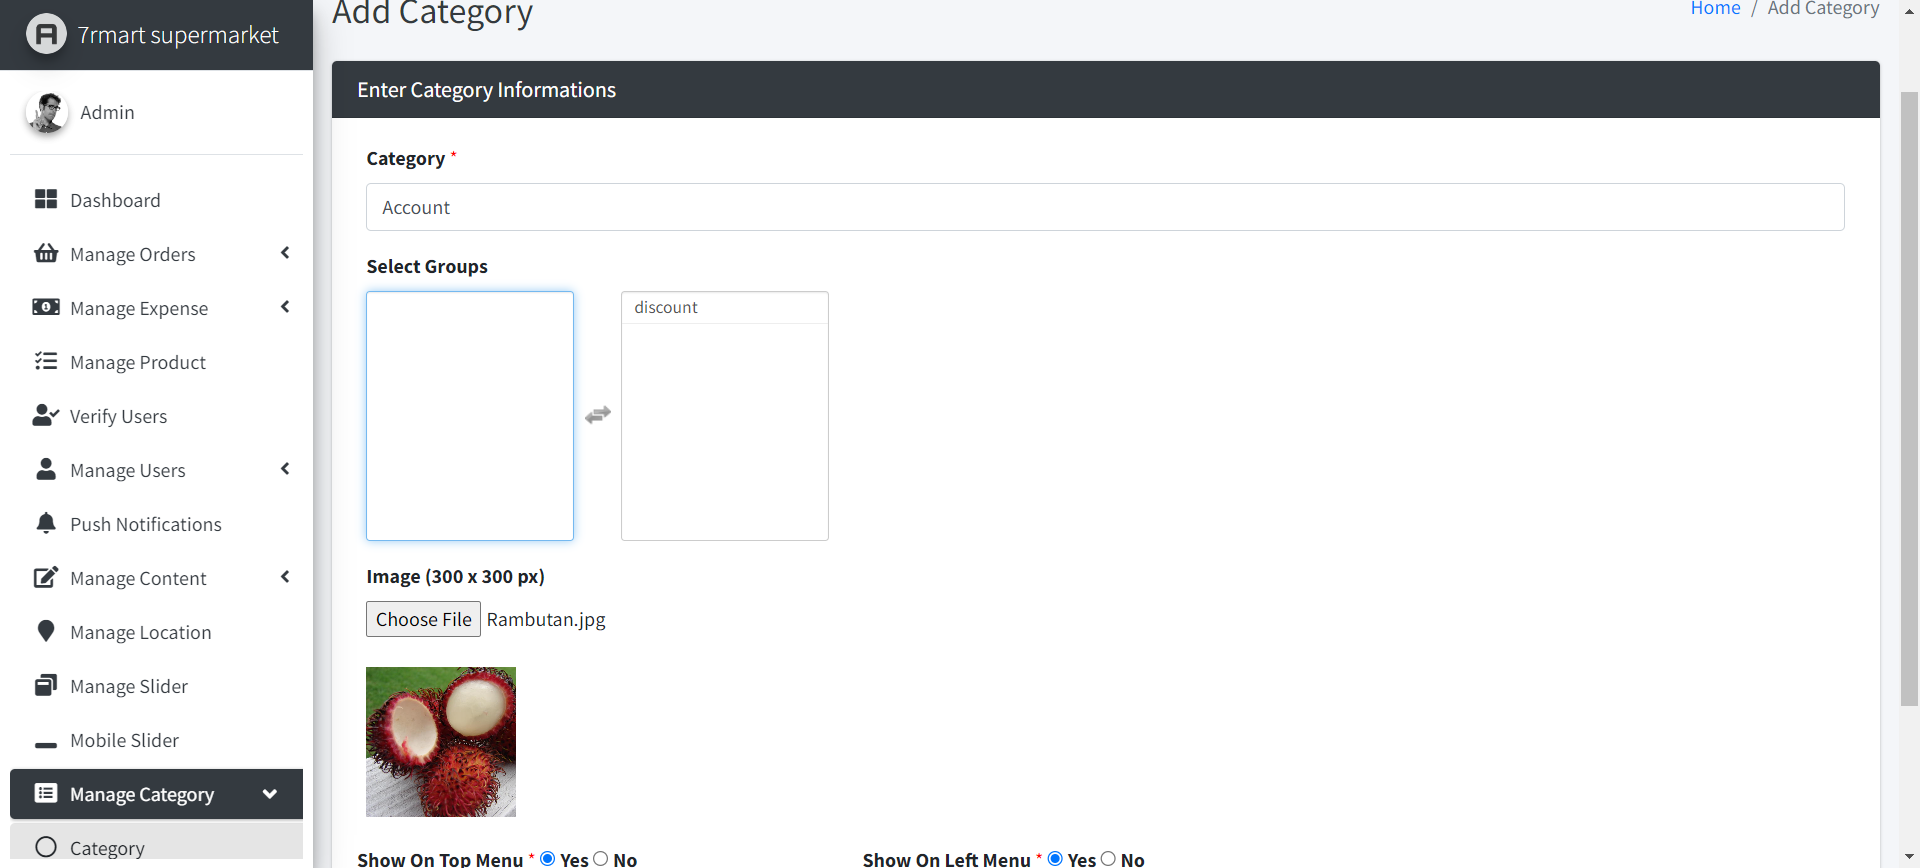 7rmart supermarket
Admin
Dashboard
Manage Orders
Manage Expense
Manage Product
Verify Users
Manage Users
Push Notifications
Manage Content
Manage Location
Manage Slider
Mobile Slider
Manage Category
Category
Add Category
Home / Add Category
Enter Category Informations
Category *
Account
Select Groups
discount
Image (300 x 300 px)
Choose File Rambutan.jpg
Show On Top Menu * Yes No
Show On Left Menu * Yes No